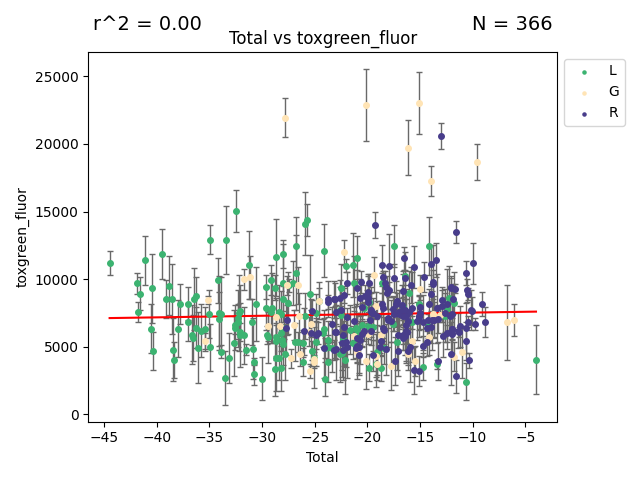 r^2 = 0.00
N = 366
Total vs toxgreen_fluor
L
G
R
25000
20000
15000
10000
5000
0
toxgreen_fluor
−45 −40 −35 −30 −25 −20 −15 −10 −5
Total